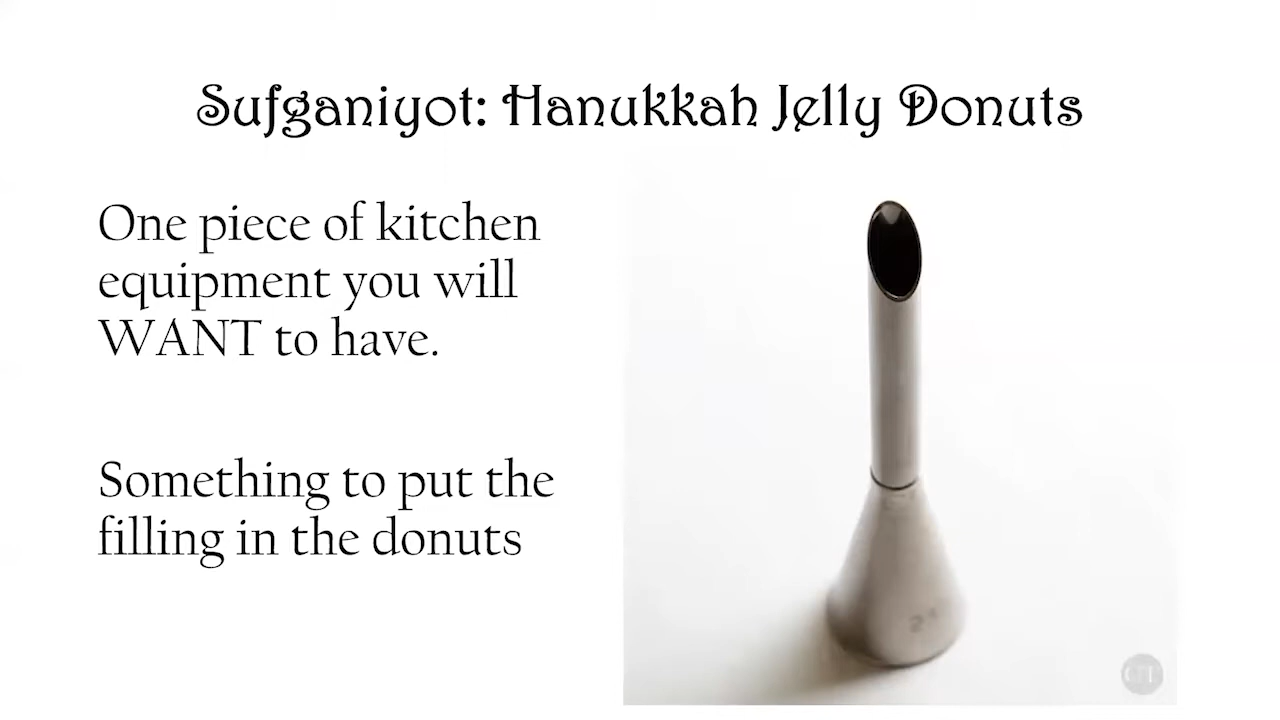 Sufganiyot: Hanukkah Jelly Donuts
One piece of kitchen
equipment you will
WANT to have.
Something to put the
filling in the donuts